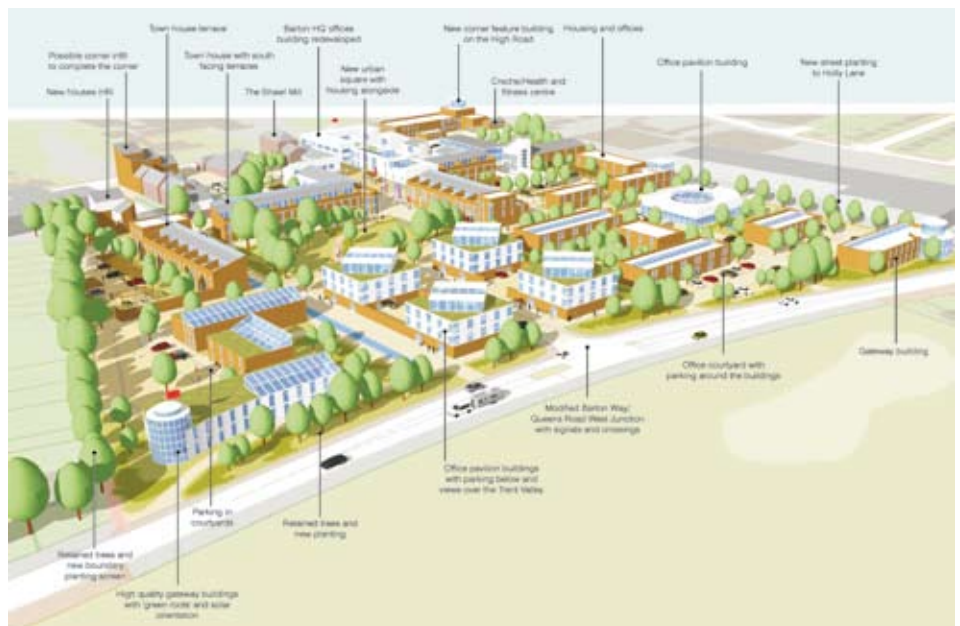 Town house terrace
Barton HQ offices
building redeveloped
New corner feature building
on the High Road
Housing and offices
Possible corner infill
to complete the corner
Town house with south
facing terraces
New urban
square with
housing alongside
Creche/Health and
fitness centre
Office pavilion building
New street planting
to Holly Lane
New houses infill
The Shael Mill
Gateway building
Office courtyard with
parking around the buildings
Modified Barton Way/
Queens Road West Junction
with signals and crossings
Office pavilion buildings
with parking below and
views over the Trent Valley
Parking in
courtyards
Retained trees and
new planting
Retained trees and
new boundary
planting screen
High quality gateway buildings
with 'green roofs' and solar
orientation